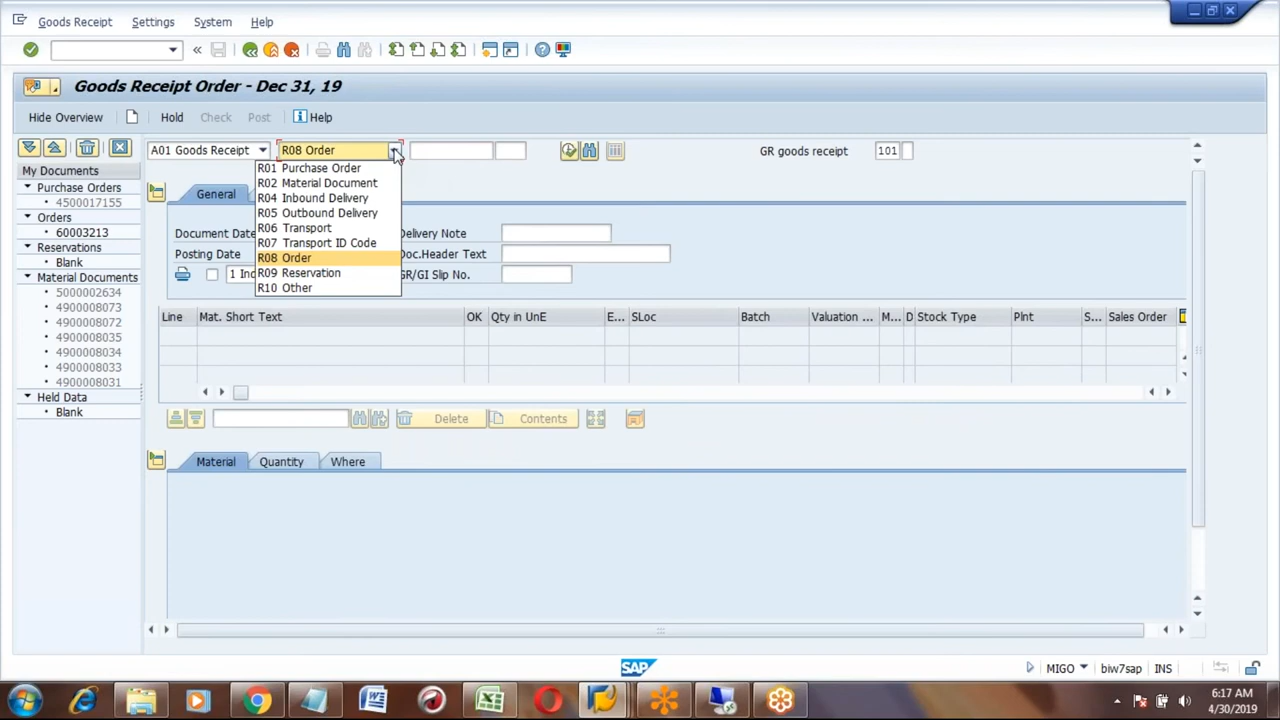 Goods Receipt Settings System Help
Goods Receipt Order - Dec 31, 19
Hide Overview Hold Check Post Help
A01 Goods Receipt R08 Order GR goods receipt 101
R01 Purchase Order
R02 Material Document
R04 Inbound Delivery
R05 Outbound Delivery
R06 Transport
R07 Transport ID Code
R08 Order
R09 Reservation
R10 Other
My Documents
Purchase Orders
4500017155
Orders
60003213
Reservations
Blank
Material Documents
5000002634
4900008073
4900008072
4900008035
4900008034
4900008033
4900008031
Held Data
Blank
General
Document Date Delivery Note
Posting Date Doc.Header Text
1 Ind GR/GI Slip No.
Line Mat. Short Text OK Qty in UnE E... SLoc Batch Valuation ... M... D Stock Type Plnt S... Sales Order
Delete Contents
Material Quantity Where
SAP
MIGO biw7sap INS
6:17 AM
4/30/2019